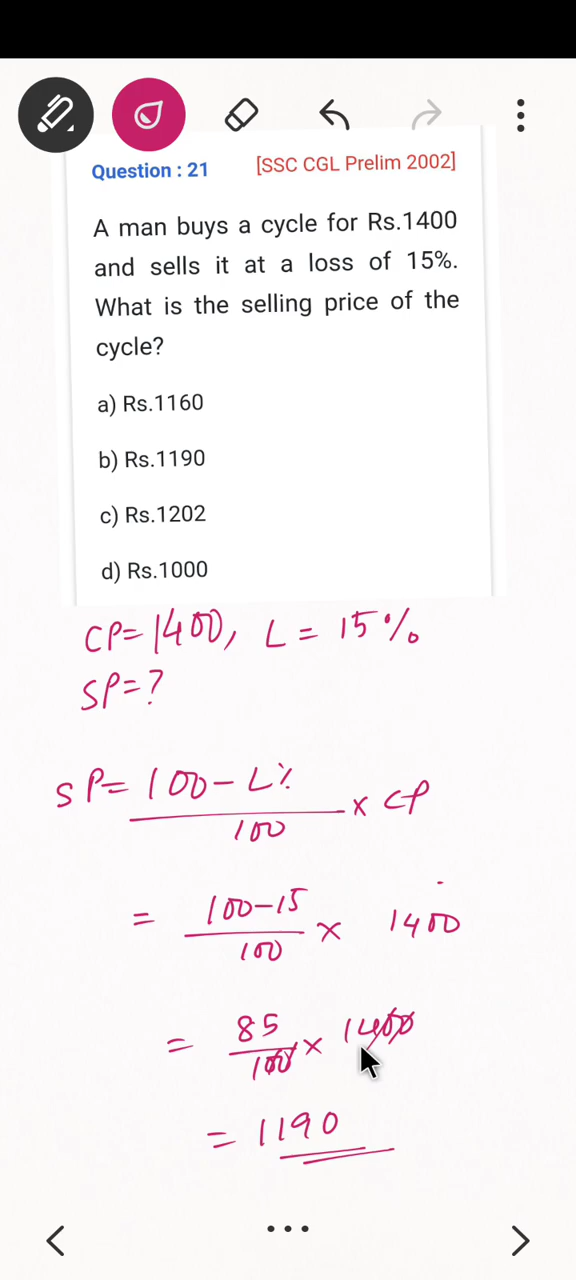 Question : 21 [SSC CGL Prelim 2002]
A man buys a cycle for Rs.1400
and sells it at a loss of 15%.
What is the selling price of the
cycle?
a) Rs.1160
b) Rs.1190
c) Rs.1202
d) Rs.1000
CP = 1400, L = 15%
SP = ?
SP = 100 - L% / 100 × CP
= 100 - 15 / 100 × 1400
= 85 / 100 × 1400
= 1190